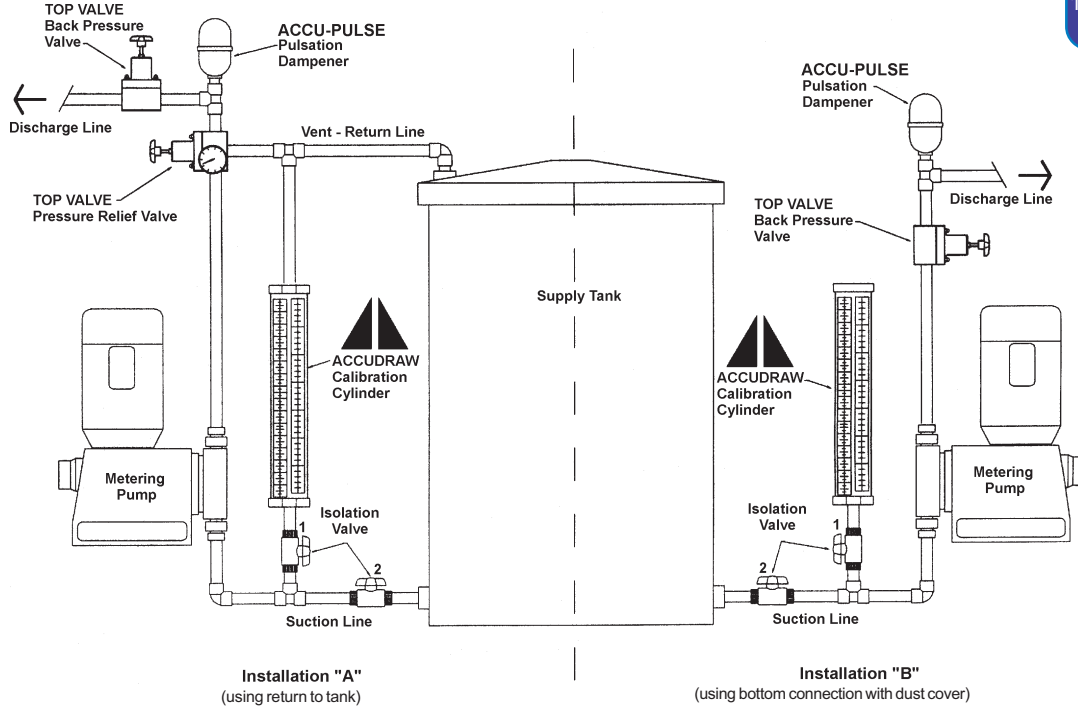 TOP VALVE
Back Pressure
Valve
ACCU-PULSE
Pulsation
Dampener
Discharge Line
Vent - Return Line
TOP VALVE
Pressure Relief Valve
ACCUDRAW
Calibration
Cylinder
Metering
Pump
Isolation
Valve
1
2
Suction Line
Installation "A"
(using return to tank)
Supply Tank
ACCU-PULSE
Pulsation
Dampener
Discharge Line
TOP VALVE
Back Pressure
Valve
ACCUDRAW
Calibration
Cylinder
Metering
Pump
Isolation
Valve
1
2
Suction Line
Installation "B"
(using bottom connection with dust cover)